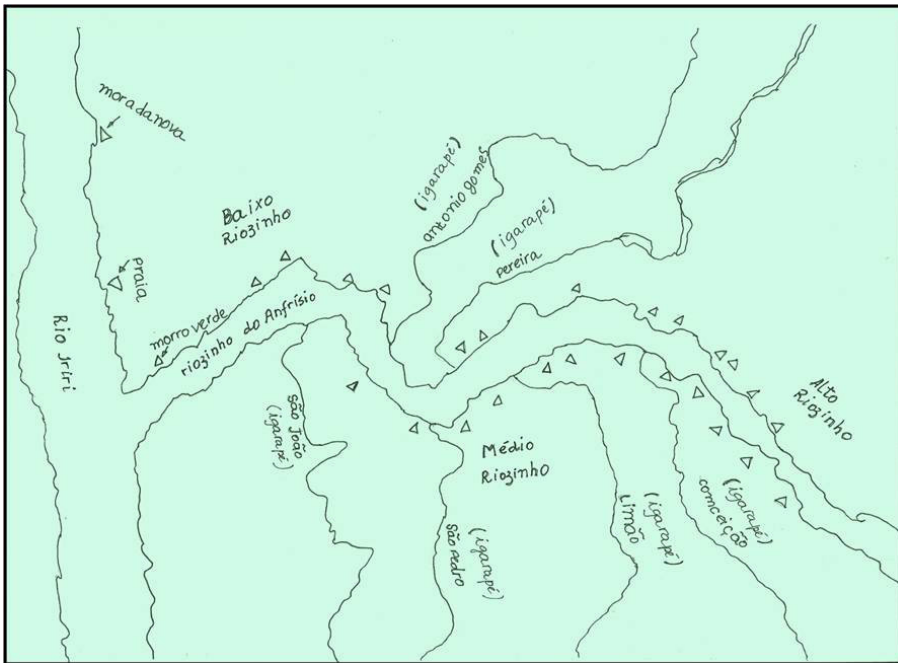 moradanova
praia
Rio Iriri
Baixo
Riozinho
morro verde
riozinho do Anfrísio
(igarapé)
antonio gomes
(igarapé)
pereira
são João
(igarapé)
Médio
Riozinho
Alto
Riozinho
(igarapé)
são pedro
(igarapé)
Limão
(igarapé)
comceição